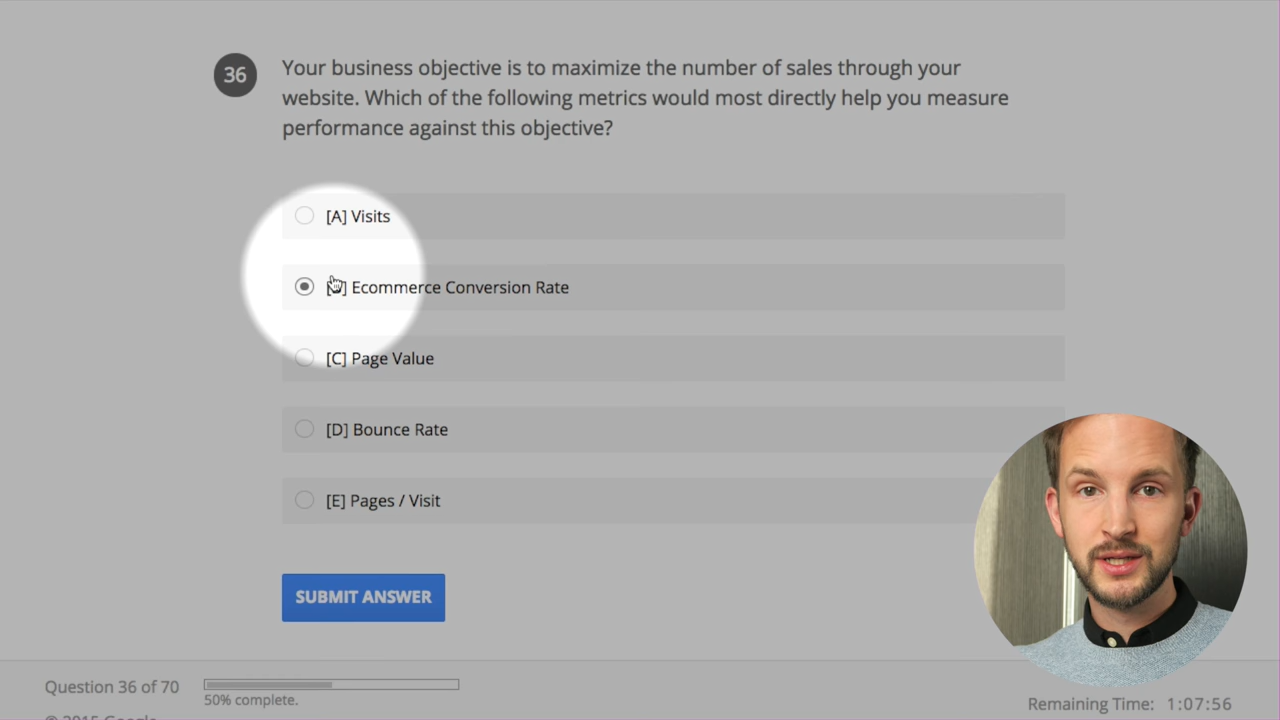 36
Your business objective is to maximize the number of sales through your
website. Which of the following metrics would most directly help you measure
performance against this objective?
[A] Visits
Ecommerce Conversion Rate
[C] Page Value
[D] Bounce Rate
[E] Pages / Visit
SUBMIT ANSWER
Question 36 of 70
50% complete.
Remaining Time: 1:07:56
© 2015 Google